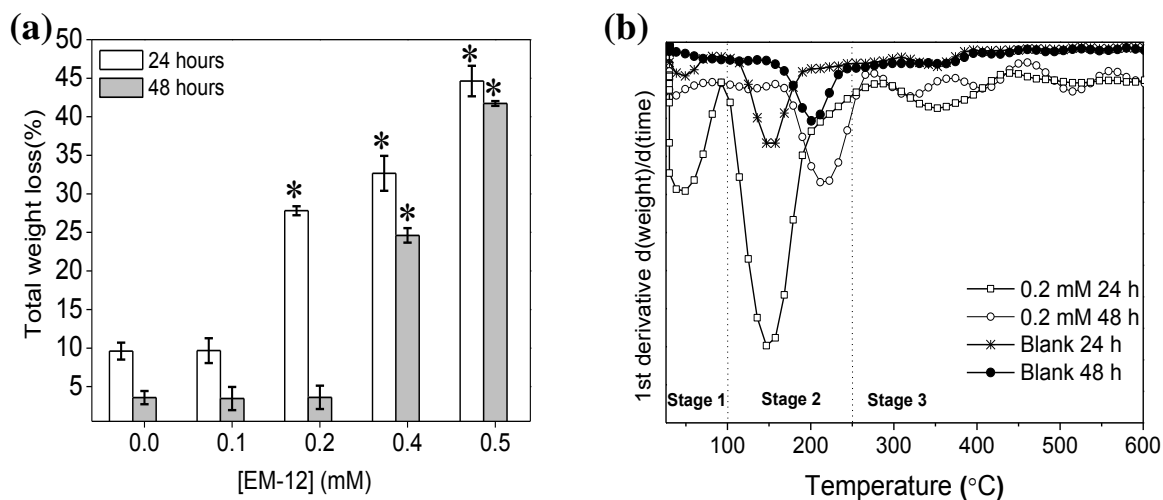 (a)
Total weight loss(%)
50
45
40
35
30
25
20
15
10
5
24 hours
48 hours
*
*
*
*
*
*
0.0 0.1 0.2 0.4 0.5
[EM-12] (mM)
(b)
1st derivative d(weight)/d(time)
0.2 mM 24 h
0.2 mM 48 h
Blank 24 h
Blank 48 h
Stage 1 Stage 2 Stage 3
100 200 300 400 500 600
Temperature (°C)